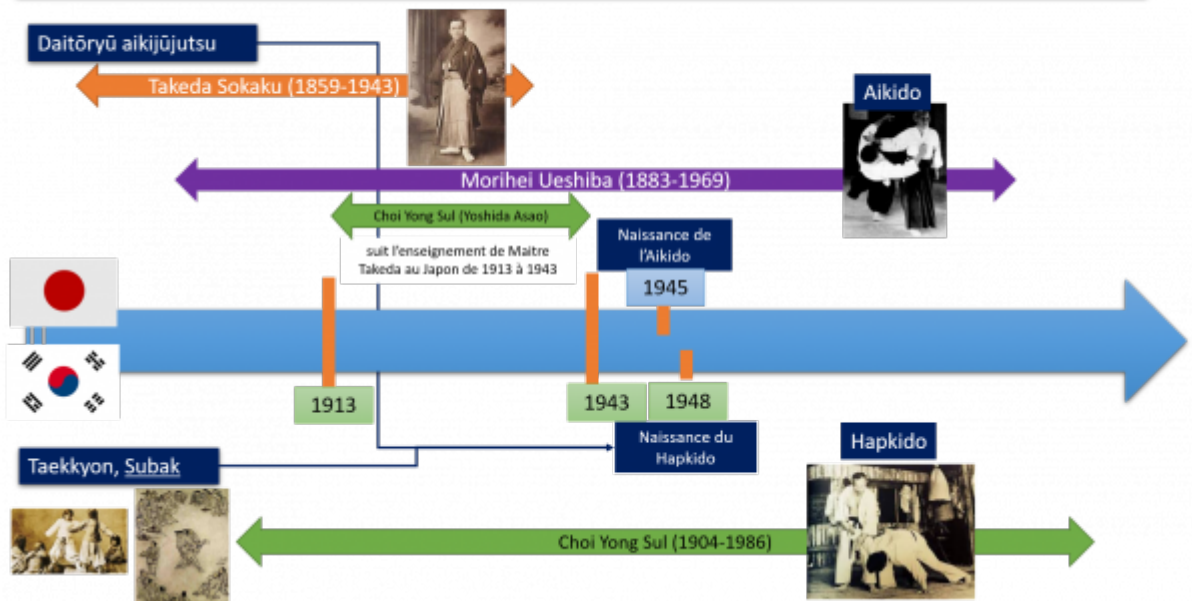 Daitōryū aikijūjutsu
Takeda Sokaku (1859-1943)
Aikido
Morihei Ueshiba (1883-1969)
Choi Yong Sul (Yoshida Asao)
suit l'enseignement de Maitre
Takeda au Japon de 1913 à 1943
Naissance de
l'Aikido
1945
1913
1943
1948
Naissance du
Hapkido
Taekkyon, Subak
Hapkido
Choi Yong Sul (1904-1986)